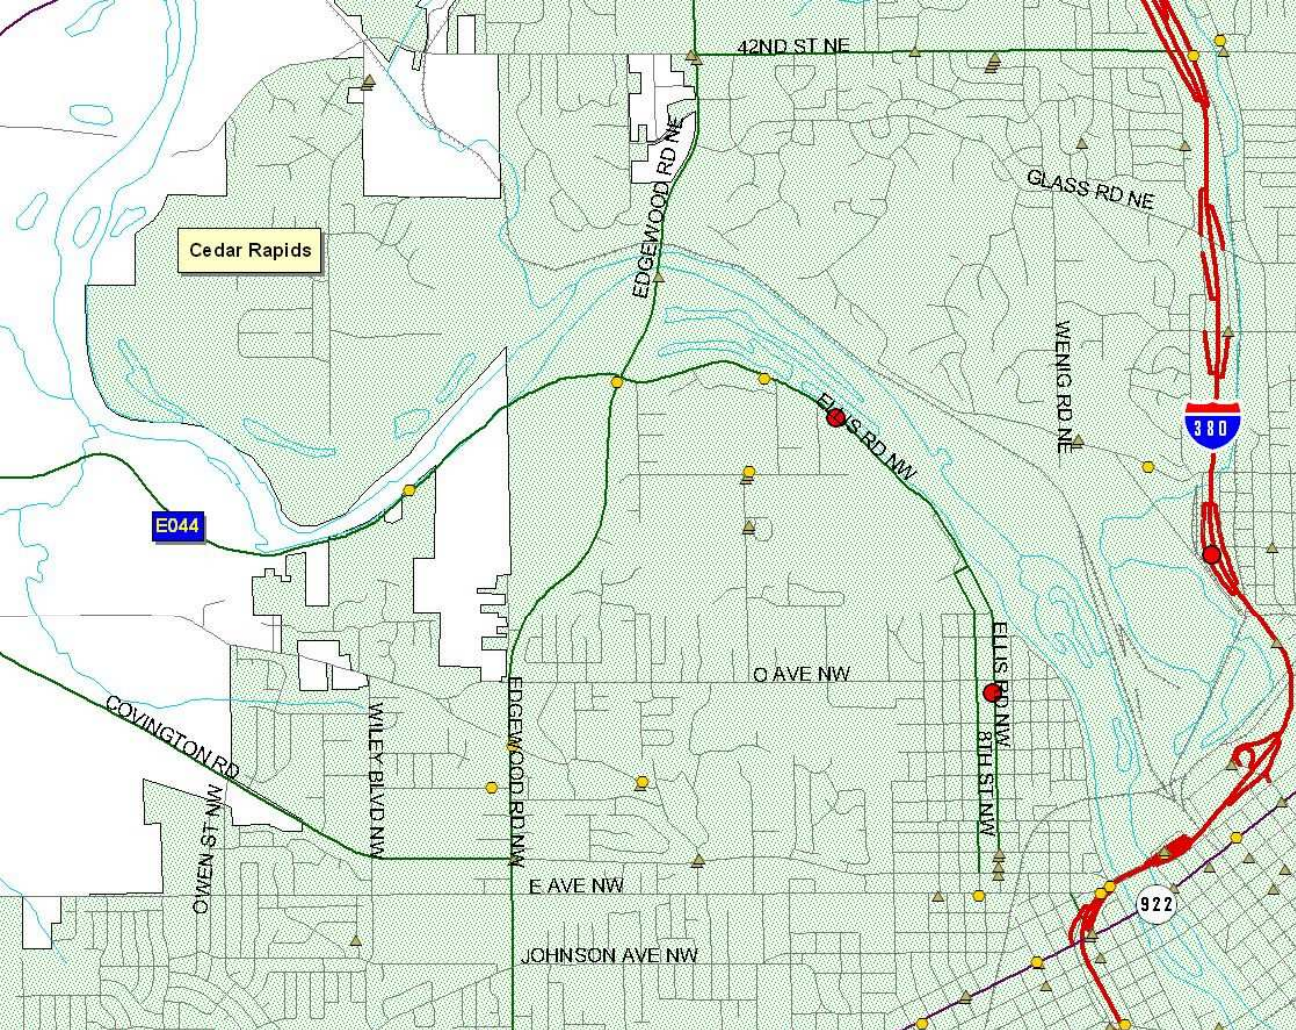 42ND ST NE
EDGEWOOD RD NE
GLASS RD NE
Cedar Rapids
WENIG RD NE
ELLIS RD NW
380
E044
O AVE NW
ELLIS RD NW
COVINGTON RD
WILEY BLVD NW
EDGEWOOD RD NW
8TH ST NW
OWEN ST NW
E AVE NW
922
JOHNSON AVE NW